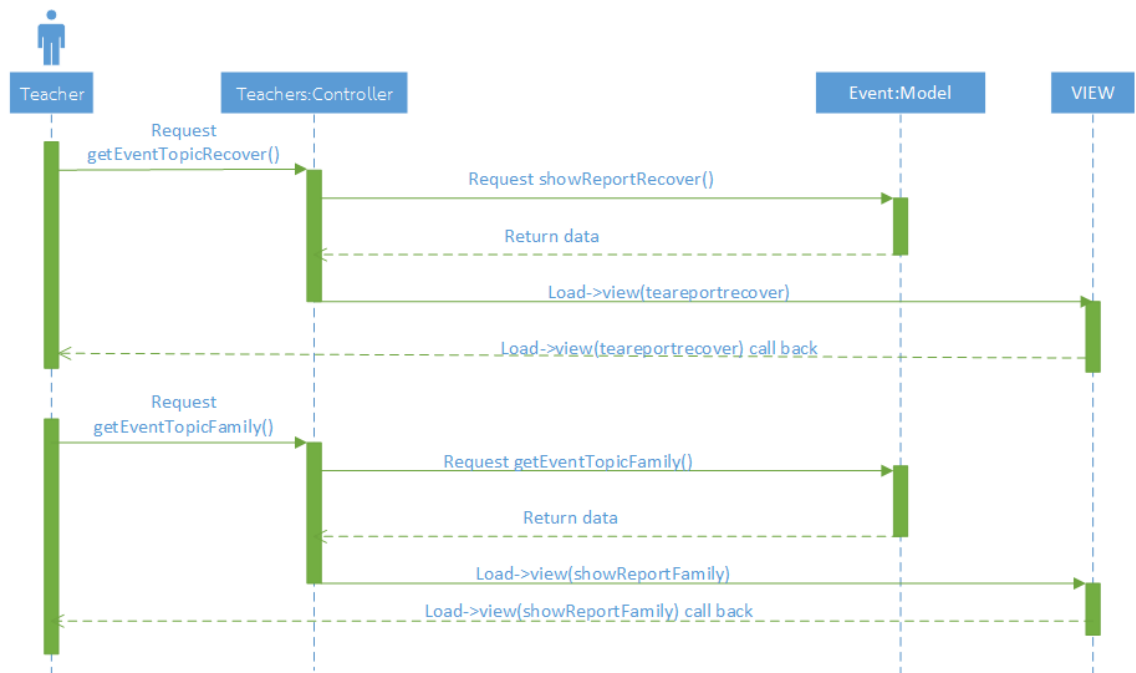 Teacher
Teachers:Controller
Event:Model
VIEW
Request
getEventTopicRecover()
Request showReportRecover()
Return data
Load->view(teareportrecover)
Load->view(teareportrecover) call back
Request
getEventTopicFamily()
Request getEventTopicFamily()
Return data
Load->view(showReportFamily)
Load->view(showReportFamily) call back